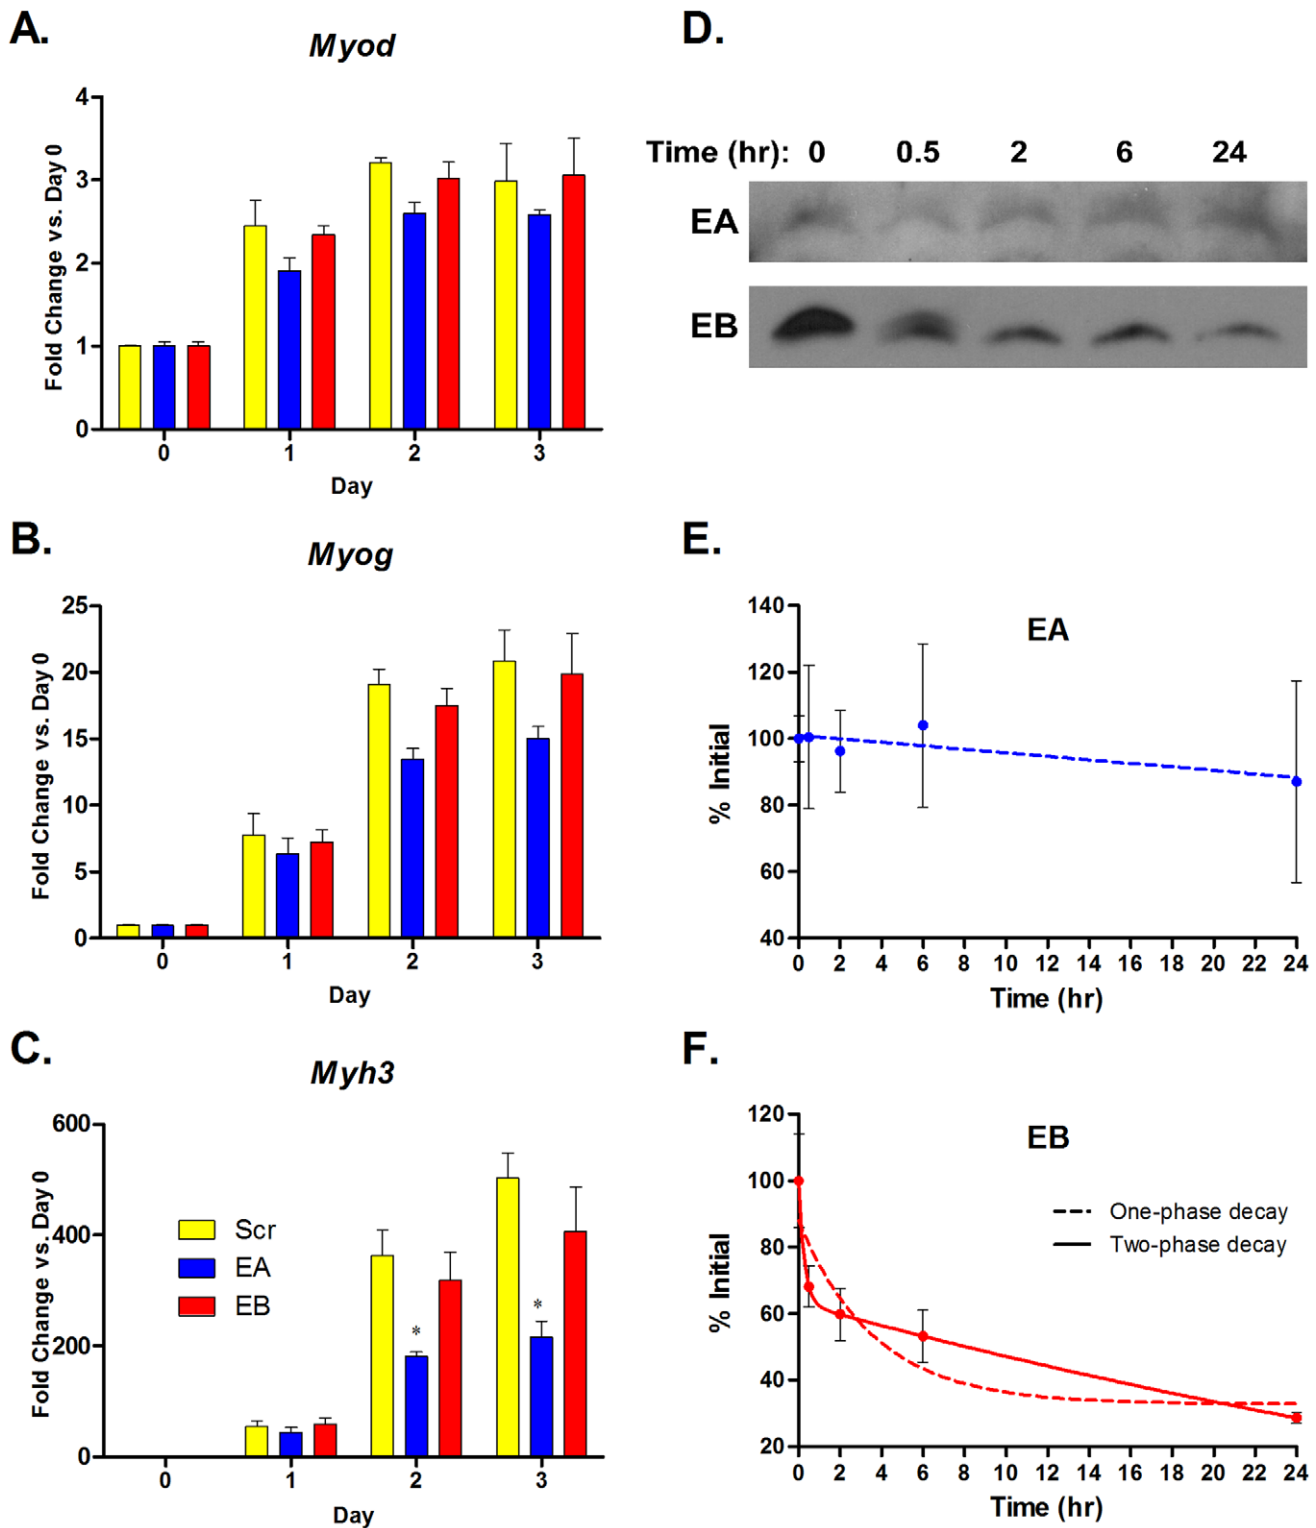 A.
Myod
Fold Change vs. Day 0
4
3
2
1
0
0 1 2 3
Day
B.
Myog
Fold Change vs. Day 0
25
20
15
10
5
0
0 1 2 3
Day
C.
Myh3
Fold Change vs. Day 0
600
400
200
0
Scr
EA
EB
*
*
0 1 2 3
Day
D.
Time (hr): 0 0.5 2 6 24
EA
EB
E.
EA
% Initial
140
120
100
80
60
40
0 2 4 6 8 10 12 14 16 18 20 22 24
Time (hr)
F.
EB
% Initial
120
100
80
60
40
20
One-phase decay
Two-phase decay
0 2 4 6 8 10 12 14 16 18 20 22 24
Time (hr)